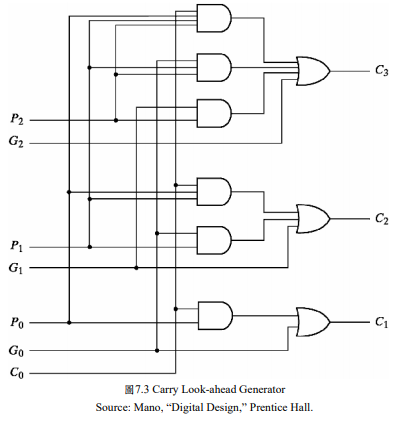 C3
P2
G2
C2
P1
G1
P0
C1
G0
C0
圖7.3 Carry Look-ahead Generator
Source: Mano, “Digital Design,” Prentice Hall.